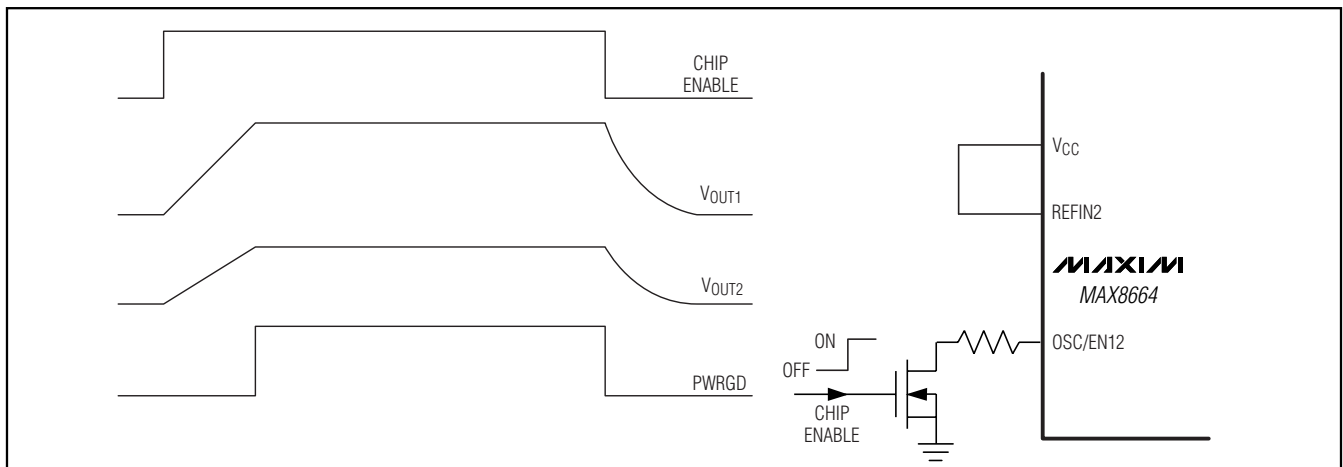 CHIP
ENABLE
VOUT1
VOUT2
PWRGD
VCC
REFIN2
MAXIM
MAX8664
OSC/EN12
ON
OFF
CHIP
ENABLE